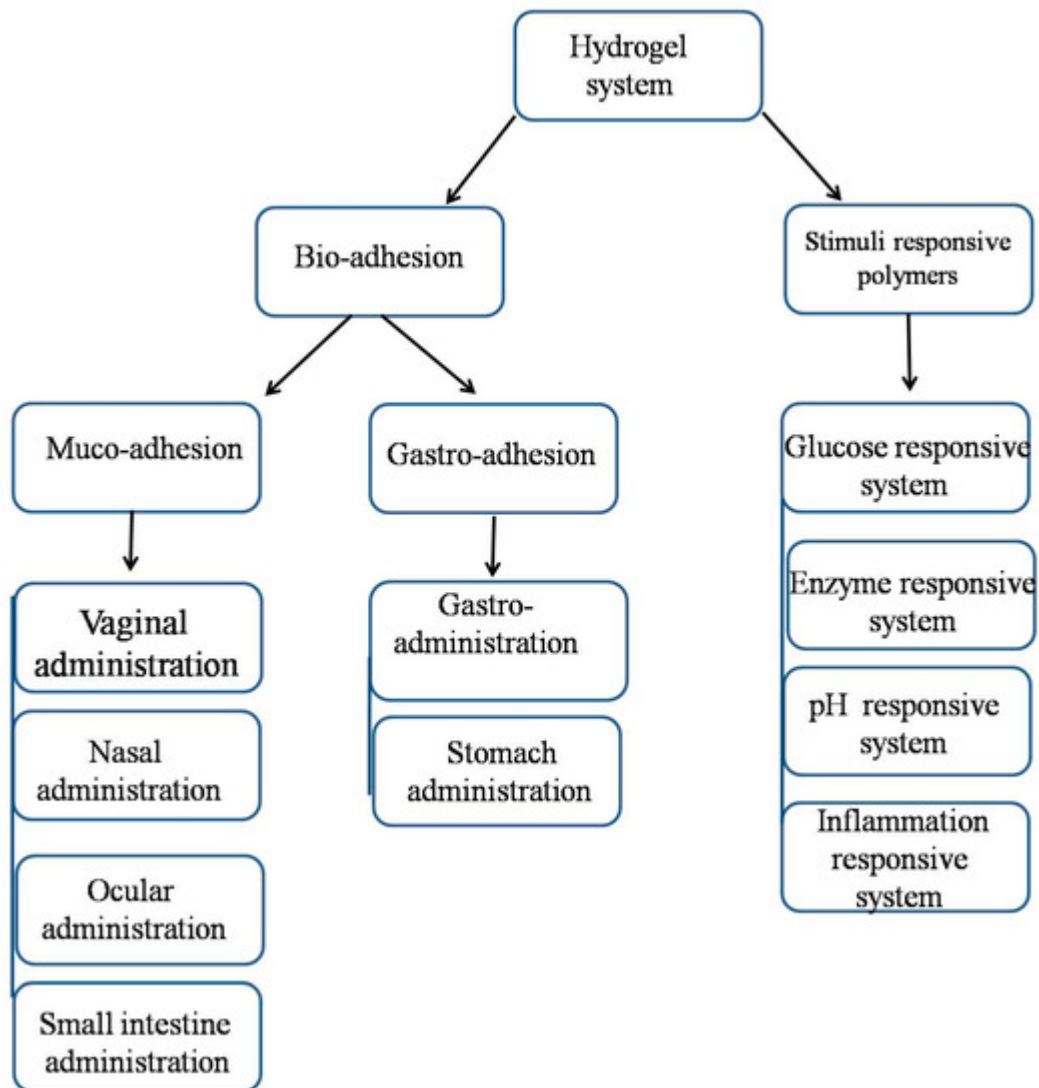 Hydrogel
system
Bio-adhesion
Stimuli responsive
polymers
Muco-adhesion
Gastro-adhesion
Glucose responsive
system
Vaginal
administration
Gastro-
administration
Enzyme responsive
system
Nasal
administration
Stomach
administration
pH responsive
system
Ocular
administration
Inflammation
responsive
system
Small intestine
administration